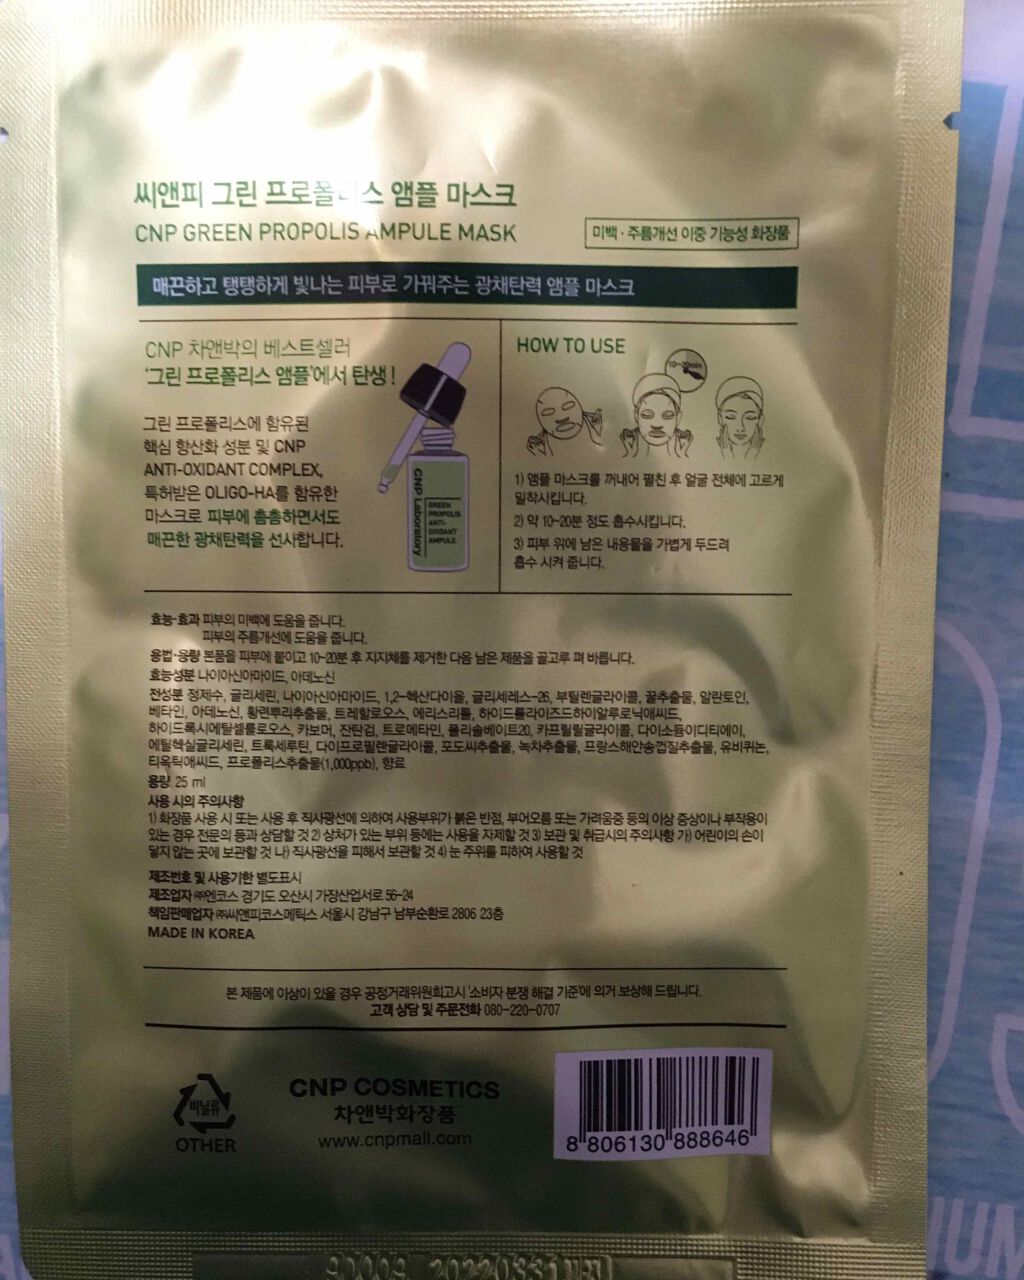 씨앤피 그린 프로폴리스 앰플 마스크
CNP GREEN PROPOLIS AMPULE MASK
미백·주름개선 이중 기능성 화장품
매끈하고 탱탱하게 빛나는 피부로 가꿔주는 광채탄력 앰플 마스크
CNP 차앤박의 베스트셀러
'그린 프로폴리스 앰플'에서 탄생!
그린 프로폴리스에 함유된
핵심 항산화 성분 및 CNP
ANTI-OXIDANT COMPLEX,
특허받은 OLIGO-HA를 함유한
마스크로 피부에 촘촘하면서도
매끈한 광채탄력을 선사합니다.
CNP Laboratory
GREEN
PROPOLIS
ANTI-
OXIDANT
AMPULE
HOW TO USE
10~20min
1) 앰플 마스크를 꺼내어 펼친 후 얼굴 전체에 고르게
밀착시킵니다.
2) 약 10~20분 정도 흡수시킵니다.
3) 피부 위에 남은 내용물을 가볍게 두드려
흡수 시켜 줍니다.
효능·효과 피부의 미백에 도움을 줍니다.
피부의 주름개선에 도움을 줍니다.
용법·용량 본품을 피부에 붙이고 10~20분 후 지지체를 제거한 다음 남은 제품을 골고루 펴 바릅니다.
효능성분 나이아신아마이드, 아데노신
전성분 정제수, 글리세린, 나이아신아마이드, 1,2-헥산다이올, 글리세레스-26, 부틸렌글라이콜, 꿀추출물, 알란토인,
베타인, 아데노신, 황련뿌리추출물, 트레할로오스, 에리스리톨, 하이드롤라이즈드하이알루로닉애씨드,
하이드록시에틸셀룰로오스, 카보머, 잔탄검, 트로메타민, 폴리솔베이트20, 카프릴릴글라이콜, 다이소듐이디티에이,
에틸헥실글리세린, 트록세루틴, 다이프로필렌글라이콜, 포도씨추출물, 녹차추출물, 프랑스해안송껍질추출물, 유비퀴논,
티옥틱애씨드, 프로폴리스추출물(1,000ppb), 향료
용량 25 ml
사용 시의 주의사항
1) 화장품 사용 시 또는 사용 후 직사광선에 의하여 사용부위가 붉은 반점, 부어오름 또는 가려움증 등의 이상 증상이나 부작용이
있는 경우 전문의 등과 상담할 것 2) 상처가 있는 부위 등에는 사용을 자제할 것 3) 보관 및 취급시의 주의사항 가) 어린이의 손이
닿지 않는 곳에 보관할 것 나) 직사광선을 피해서 보관할 것 4) 눈 주위를 피하여 사용할 것
제조번호 및 사용기한 별도표시
제조업자 ㈜엔코스 경기도 오산시 가장산업서로 56-24
책임판매업자 ㈜씨앤피코스메틱스 서울시 강남구 남부순환로 2806 23층
MADE IN KOREA
본 제품에 이상이 있을 경우 공정거래위원회고시 '소비자 분쟁 해결 기준'에 의거 보상해 드립니다.
고객 상담 및 주문전화 080-220-0707
비닐류
OTHER
CNP COSMETICS
차앤박화장품
www.cnpmall.com
8 806130 888646